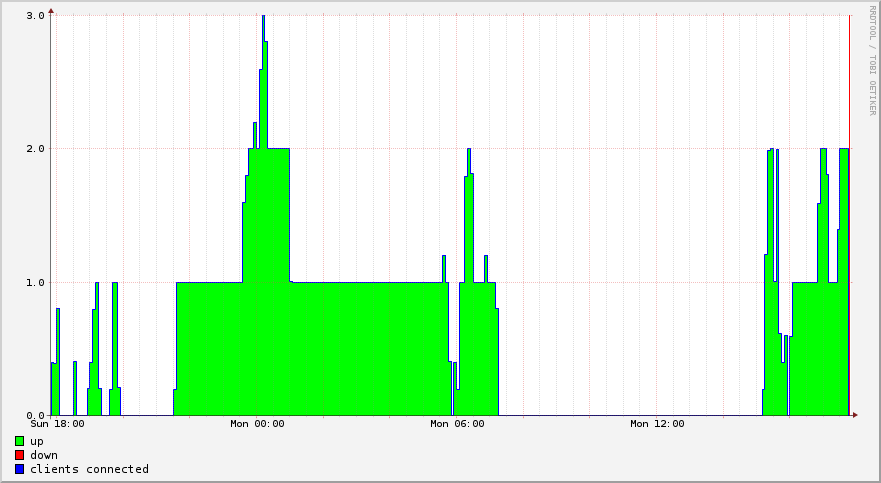 3.0
2.0
1.0
0.0
Sun 18:00 Mon 00:00 Mon 06:00 Mon 12:00
up
down
clients connected
RRDTOOL / TOBI OETIKER